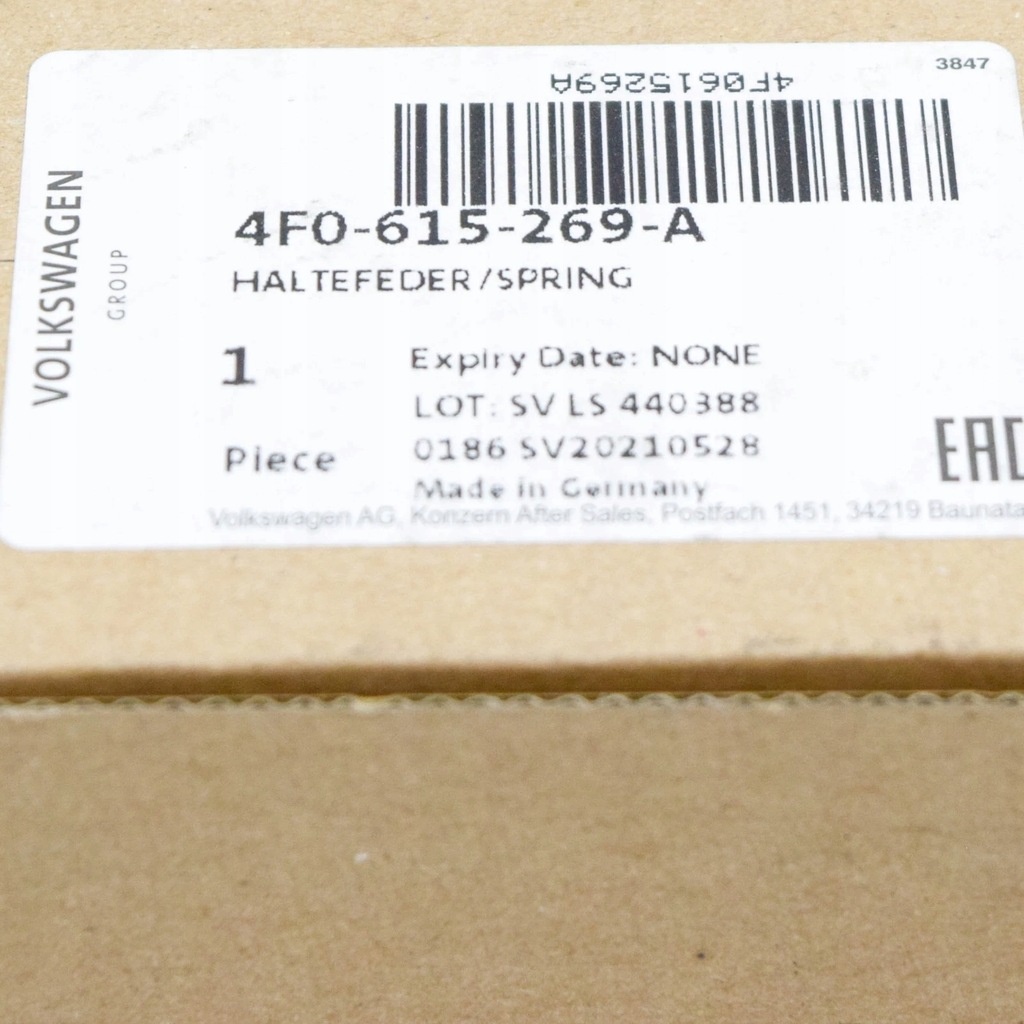 3847
4F0615269A
4F0-615-269-A
HALTEFEDER/SPRING
VOLKSWAGEN
GROUP
1
Piece
Expiry Date: NONE
LOT: SV LS 440388
0186 SV20210528
Made in Germany
EAC
Volkswagen AG, Konzern After Sales, Postfach 1451, 34219 Baunata